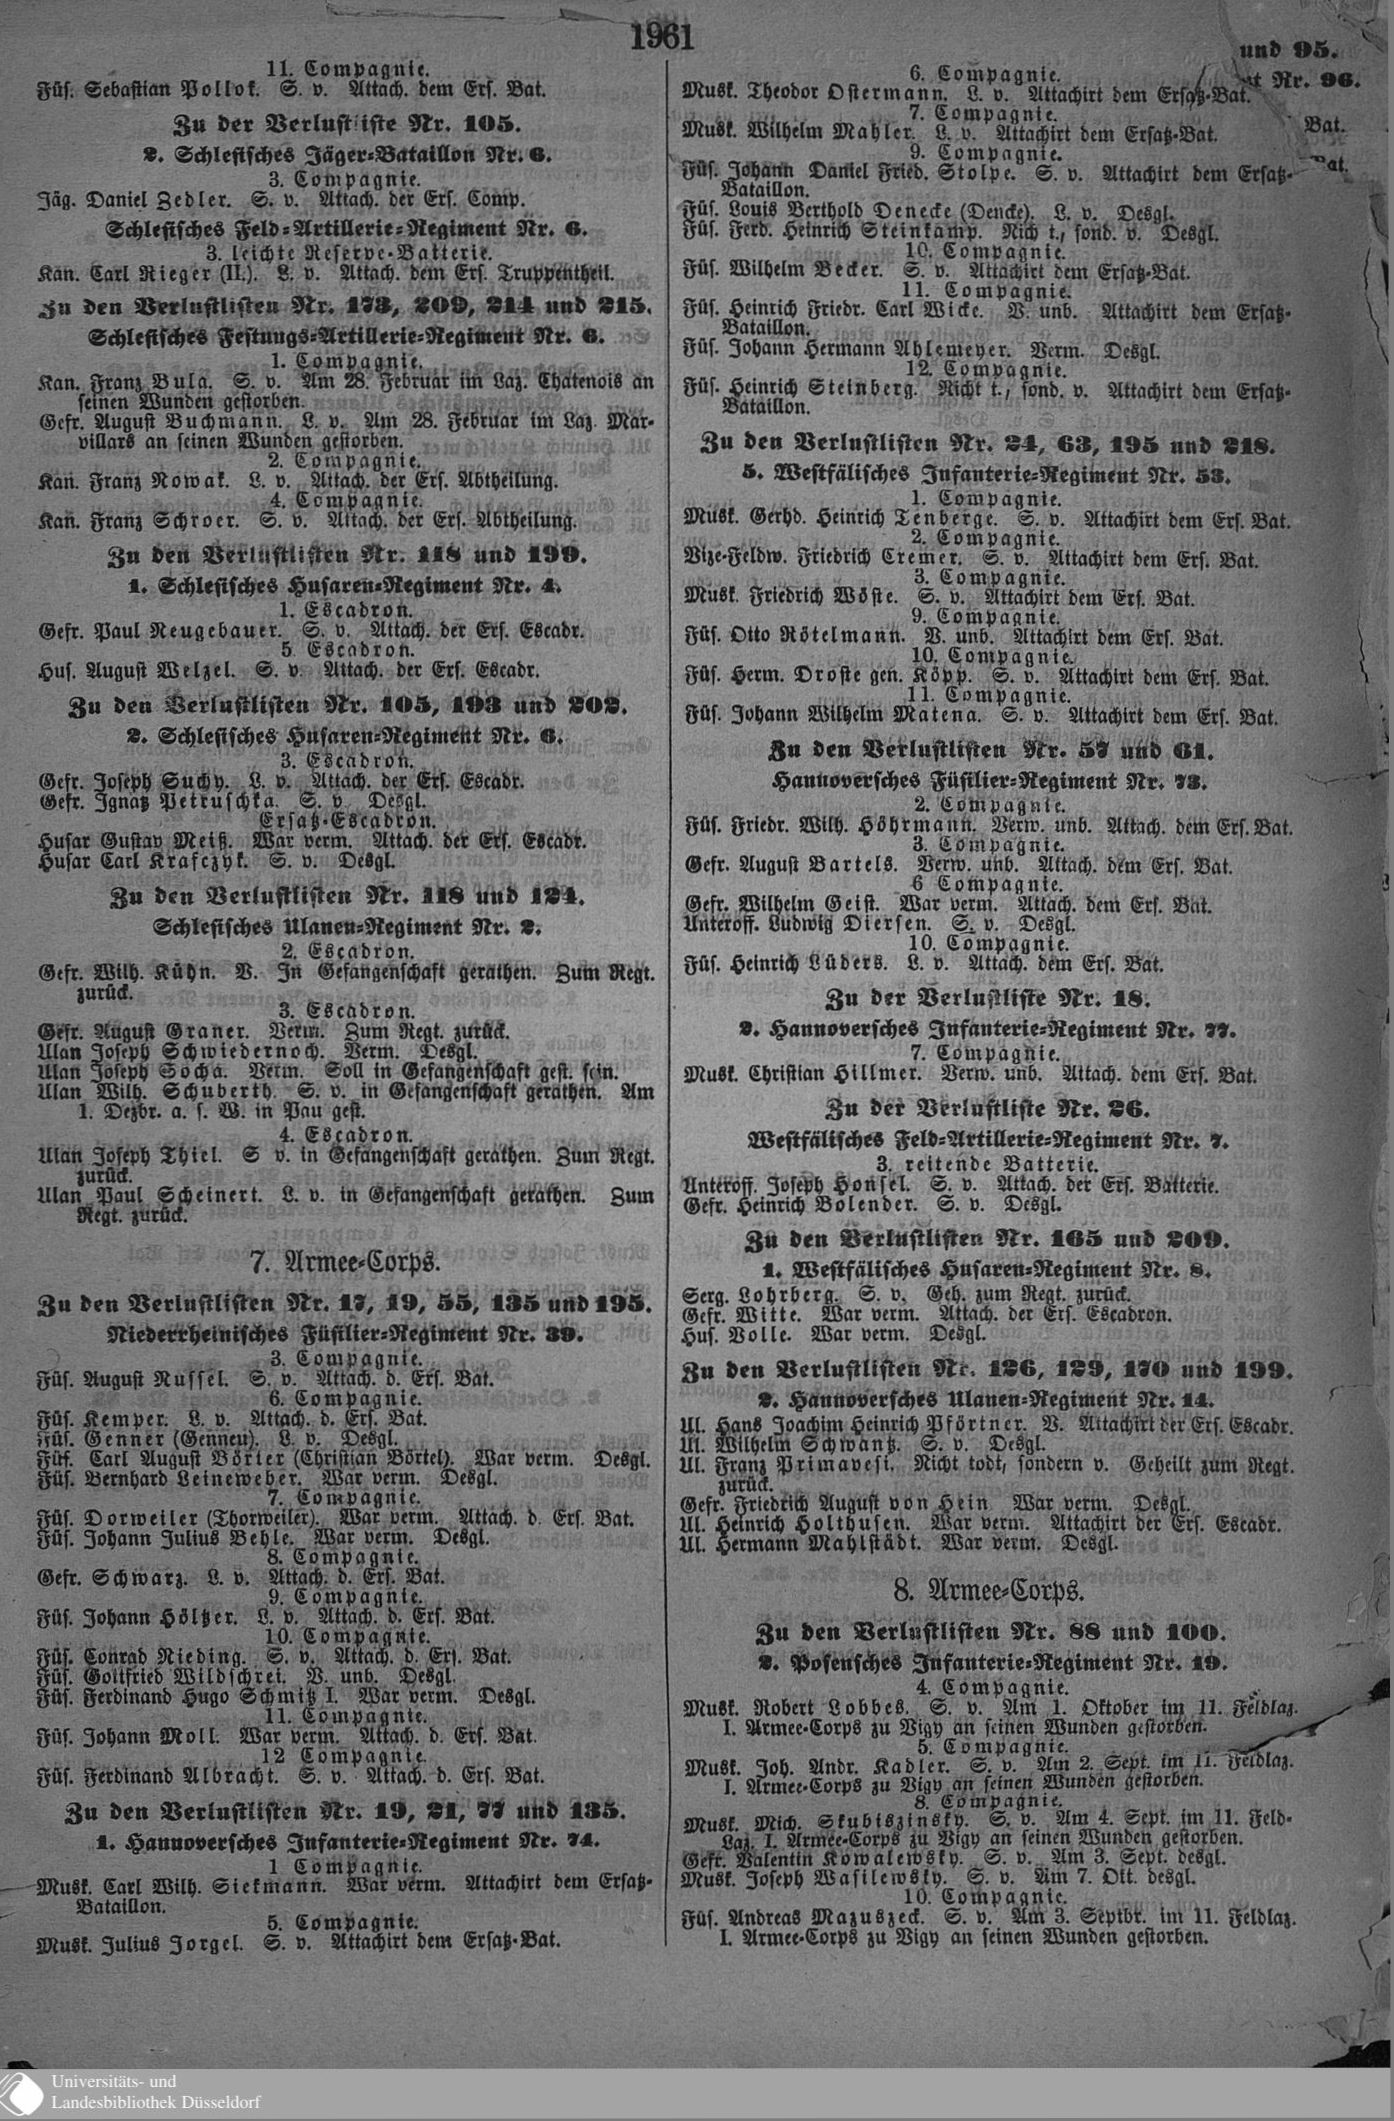 1961
11. Compagnie.
Füs. Sebastian Pollok. S. v. Attach. dem Ers. Bat.
Zu der Verlustliste Nr. 105.
2. Schlesisches Jäger-Bataillon Nr. 6.
3. Compagnie.
Jäg. Daniel Zedler. S. v. Attach. der Ers. Comp.
Schlesisches Feld-Artillerie-Regiment Nr. 6.
3. leichte Reserve-Batterie.
Kan. Carl Rieger (II.). L. v. Attach. dem Ers. Truppentheil.
Zu den Verlustlisten Nr. 173, 209, 214 und 215.
Schlesisches Festungs-Artillerie-Regiment Nr. 6.
1. Compagnie.
Kan. Franz Bula. S. v. Am 28. Februar im Laz. Chatenois an
seinen Wunden gestorben.
Gefr. August Buchmann. L. v. Am 28. Februar im Laz. Mar-
villars an seinen Wunden gestorben.
2. Compagnie.
Kan. Franz Nowak. L. v. Attach. der Ers. Abtheilung.
4. Compagnie.
Kan. Franz Schroer. S. v. Attach. der Ers. Abtheilung.
Zu den Verlustlisten Nr. 118 und 199.
1. Schlesisches Husaren-Regiment Nr. 4.
1. Escadron.
Gefr. Paul Neugebauer. S. v. Attach. der Ers. Escadr.
5. Escadron.
Hus. August Welzel. S. v. Attach. der Ers. Escadr.
Zu den Verlustlisten Nr. 105, 193 und 202.
2. Schlesisches Husaren-Regiment Nr. 6.
3. Escadron.
Gefr. Joseph Suchy. L. v. Attach. der Ers. Escadr.
Gefr. Ignatz Petruschka. S. v. Desgl.
Ersatz-Escadron.
Husar Gustav Meiß. War verm. Attach. der Ers. Escadr.
Husar Carl Krafczyk. S. v. Desgl.
Zu den Verlustlisten Nr. 118 und 124.
Schlesisches Ulanen-Regiment Nr. 2.
2. Escadron.
Gefr. Wilh. Kühn. V. In Gefangenschaft gerathen. Zum Regt.
zurück.
3. Escadron.
Gefr. August Graner. Verm. Zum Regt. zurück.
Ulan Joseph Schwiedernoch. Verm. Desgl.
Ulan Joseph Socha. Verm. Soll in Gefangenschaft gest. sein.
Ulan Wilh. Schuberth. S. v. in Gefangenschaft gerathen. Am
1. Dezbr. a. s. W. in Pau gest.
4. Escadron.
Ulan Joseph Thiel. S v. in Gefangenschaft gerathen. Zum Regt.
zurück.
Ulan Paul Scheinert. L. v. in Gefangenschaft gerathen. Zum
Regt. zurück.
7. Armee-Corps.
Zu den Verlustlisten Nr. 17, 19, 55, 135 und 195.
Niederrheinisches Füsilier-Regiment Nr. 39.
3. Compagnie.
Füs. August Nussel. S. v. Attach. d. Ers. Bat.
6. Compagnie.
Füs. Kemper. L. v. Attach. d. Ers. Bat.
Füs. Genner (Genneu). L. v. Desgl.
Füs. Carl August Börter (Christian Börtel). War verm. Desgl.
Füs. Bernhard Leineweber. War verm. Desgl.
7. Compagnie.
Füs. Dorweiler (Thorweiler). War verm. Attach. d. Ers. Bat.
Füs. Johann Julius Behle. War verm. Desgl.
8. Compagnie.
Gefr. Schwarz. L. v. Attach. d. Ers. Bat.
9. Compagnie.
Füs. Johann Höltzer. L. v. Attach. d. Ers. Bat.
10. Compagnie.
Füs. Conrad Nieding. S. v. Attach. d. Ers. Bat.
Füs. Gottfried Wildschrei. V. unb. Desgl.
Füs. Ferdinand Hugo Schmitz I. War verm. Desgl.
11. Compagnie.
Füs. Johann Moll. War verm. Attach. d. Ers. Bat.
12 Compagnie.
Füs. Ferdinand Albracht. S. v. Attach. d. Ers. Bat.
Zu den Verlustlisten Nr. 19, 21, 77 und 135.
1. Hannoversches Infanterie-Regiment Nr. 74.
1 Compagnie.
Musk. Carl Wilh. Siekmann. War verm. Attachirt dem Ersatz-
Bataillon.
5. Compagnie.
Musk. Julius Jorgel. S. v. Attachirt dem Ersatz-Bat.
6. Compagnie.
Musk. Theodor Ostermann. L. v. Attachirt dem Ersatz-Bat.
7. Compagnie.
Musk. Wilhelm Mahler. L. v. Attachirt dem Ersatz-Bat.
9. Compagnie.
Füs. Johann Daniel Fried. Stolpe. S. v. Attachirt dem Ersatz-
Bataillon.
Füs. Louis Berthold Denecke (Dencke). L. v. Desgl.
Füs. Ferd. Heinrich Steinkamp. Nich t., sond. v. Desgl.
10. Compagnie.
Füs. Wilhelm Becker. S. v. Attachirt dem Ersatz-Bat.
11. Compagnie.
Füs. Heinrich Friedr. Carl Wicke. V. unb. Attachirt dem Ersatz-
Bataillon.
Füs. Johann Hermann Ahlemeyer. Verm. Desgl.
12. Compagnie.
Füs. Heinrich Steinberg. Nicht t., sond. v. Attachirt dem Ersatz-
Bataillon.
Zu den Verlustlisten Nr. 24, 63, 195 und 218.
5. Westfälisches Infanterie-Regiment Nr. 53.
1. Compagnie.
Musk. Gerhd. Heinrich Tenberge. S. v. Attachirt dem Ers. Bat.
2. Compagnie.
Vize-Feldw. Friedrich Cremer. S. v. Attachirt dem Ers. Bat.
3. Compagnie.
Musk. Friedrich Wöste. S. v. Attachirt dem Ers. Bat.
9. Compagnie.
Füs. Otto Rötelmann. V. unb. Attachirt dem Ers. Bat.
10. Compagnie.
Füs. Herm. Droste gen. Köpp. S. v. Attachirt dem Ers. Bat.
11. Compagnie.
Füs. Johann Wilhelm Matena. S. v. Attachirt dem Ers. Bat.
Zu den Verlustlisten Nr. 57 und 61.
Hannoversches Füsilier-Regiment Nr. 73.
2. Compagnie.
Füs. Friedr. Wilh. Höhrmann. Verw. unb. Attach. dem Ers. Bat.
3. Compagnie.
Gefr. August Bartels. Verw. unb. Attach. dem Ers. Bat.
6 Compagnie.
Gefr. Wilhelm Geist. War verm. Attach. dem Ers. Bat.
Unteroff. Ludwig Diersen. S. v. Desgl.
10. Compagnie.
Füs. Heinrich Lüders. L. v. Attach. dem Ers. Bat.
Zu der Verlustliste Nr. 18.
2. Hannoversches Infanterie-Regiment Nr. 77.
7. Compagnie.
Musk. Christian Hillmer. Verw. unb. Attach. dem Ers. Bat.
Zu der Verlustliste Nr. 26.
Westfälisches Feld-Artillerie-Regiment Nr. 7.
3. reitende Batterie.
Unteroff. Joseph Honsel. S. v. Attach. der Ers. Batterie.
Gefr. Heinrich Bolender. S. v. Desgl.
Zu den Verlustlisten Nr. 165 und 209.
1. Westfälisches Husaren-Regiment Nr. 8.
Serg. Lohrberg. S. v. Geh. zum Regt. zurück.
Gefr. Witte. War verm. Attach. der Ers. Escadron.
Hus. Volle. War verm. Desgl.
Zu den Verlustlisten Nr. 126, 129, 170 und 199.
2. Hannoversches Ulanen-Regiment Nr. 14.
Ul. Hans Joachim Heinrich Pförtner. V. Attachirt der Ers. Escadr.
Ul. Wilhelm Schwantz. S. v. Desgl.
Ul. Franz Primavesi. Nicht todt, sondern v. Geheilt zum Regt.
zurück.
Gefr. Friedrich August von Hein War verm. Desgl.
Ul. Heinrich Holthusen. War verm. Attachirt der Ers. Escadr.
Ul. Hermann Mahlstädt. War verm. Desgl.
8. Armee-Corps.
Zu den Verlustlisten Nr. 88 und 100.
2. Posensches Infanterie-Regiment Nr. 19.
4. Compagnie.
Musk. Robert Lobbes. S. v. Am 1. Oktober im 11. Feldlaz.
I. Armee-Corps zu Vigy an seinen Wunden gestorben.
5. Compagnie.
Musk. Joh. Andr. Kadler. S. v. Am 2. Sept. im 11. Feldlaz.
I. Armee-Corps zu Vigy an seinen Wunden gestorben.
8. Compagnie.
Musk. Mich. Skubiszinsky. S. v. Am 4. Sept. im 11. Feld-
Laz. I. Armee-Corps zu Vigy an seinen Wunden gestorben.
Gefr. Valentin Kowalewsky. S. v. Am 3. Sept. desgl.
Musk. Joseph Wasilewsky. S. v. Am 7. Okt. desgl.
10. Compagnie.
Füs. Andreas Mazuszeck. S. v. Am 3. Septbr. im 11. Feldlaz.
I. Armee-Corps zu Vigy an seinen Wunden gestorben.
und 95.
Nr. 96.
Bat.
Bat.
Universitäts- und
Landesbibliothek Düsseldorf